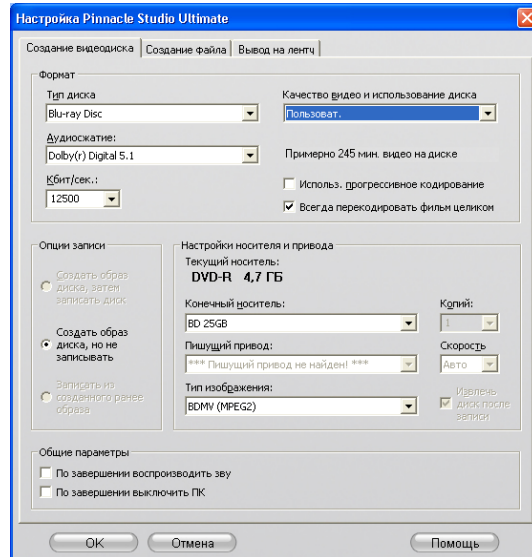 Настройка Pinnacle Studio Ultimate
Создание видеодиска Создание файла Вывод на ленту
Формат
Тип диска
Blu-ray Disc
Качество видео и использование диска
Пользоват.
Аудиосжатие:
Dolby(r) Digital 5.1
Примерно 245 мин. видео на диске
Кбит/сек.:
12500
Использ. прогрессивное кодирование
Всегда перекодировать фильм целиком
Опции записи
Создать образ
диска, затем
записать диск
Создать образ
диска, но не
записывать
Записать из
созданного ранее
образа
Настройки носителя и привода
Текущий носитель:
DVD-R 4,7 ГБ
Конечный носитель:
BD 25GB
Копий:
1
Пишущий привод:
*** Пишущий привод не найден! ***
Скорость
Авто
Тип изображения:
BDMV (MPEG2)
Извлечь
диск после
записи
Общие параметры
По завершении воспроизводить зву
По завершении выключить ПК
OK Отмена Помощь